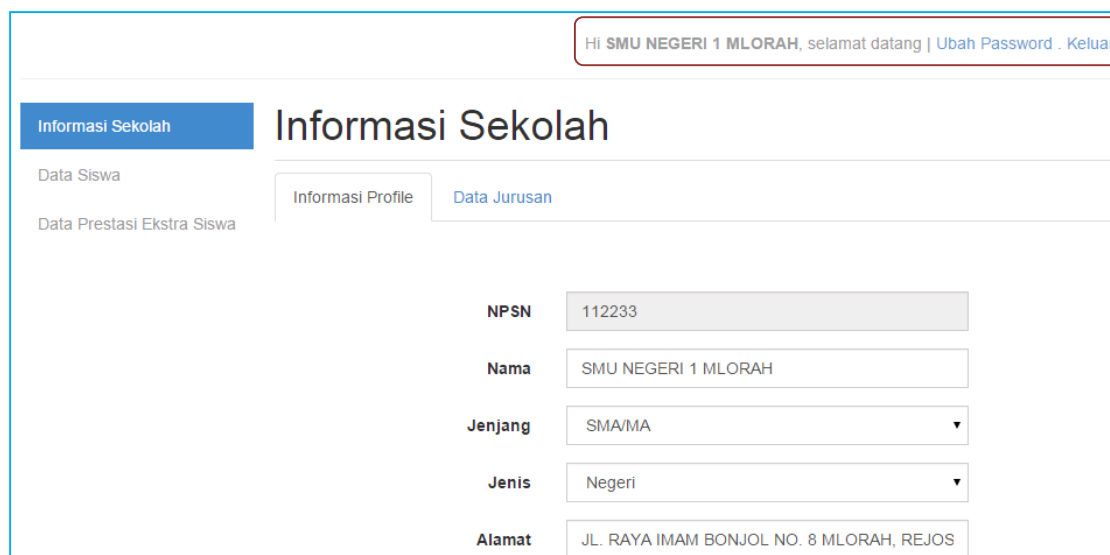 Hi SMU NEGERI 1 MLORAH, selamat datang | Ubah Password . Keluar
Informasi Sekolah
Data Siswa
Data Prestasi Ekstra Siswa
Informasi Sekolah
Informasi Profile
Data Jurusan
NPSN 112233
Nama SMU NEGERI 1 MLORAH
Jenjang SMA/MA
Jenis Negeri
Alamat JL. RAYA IMAM BONJOL NO. 8 MLORAH, REJOS